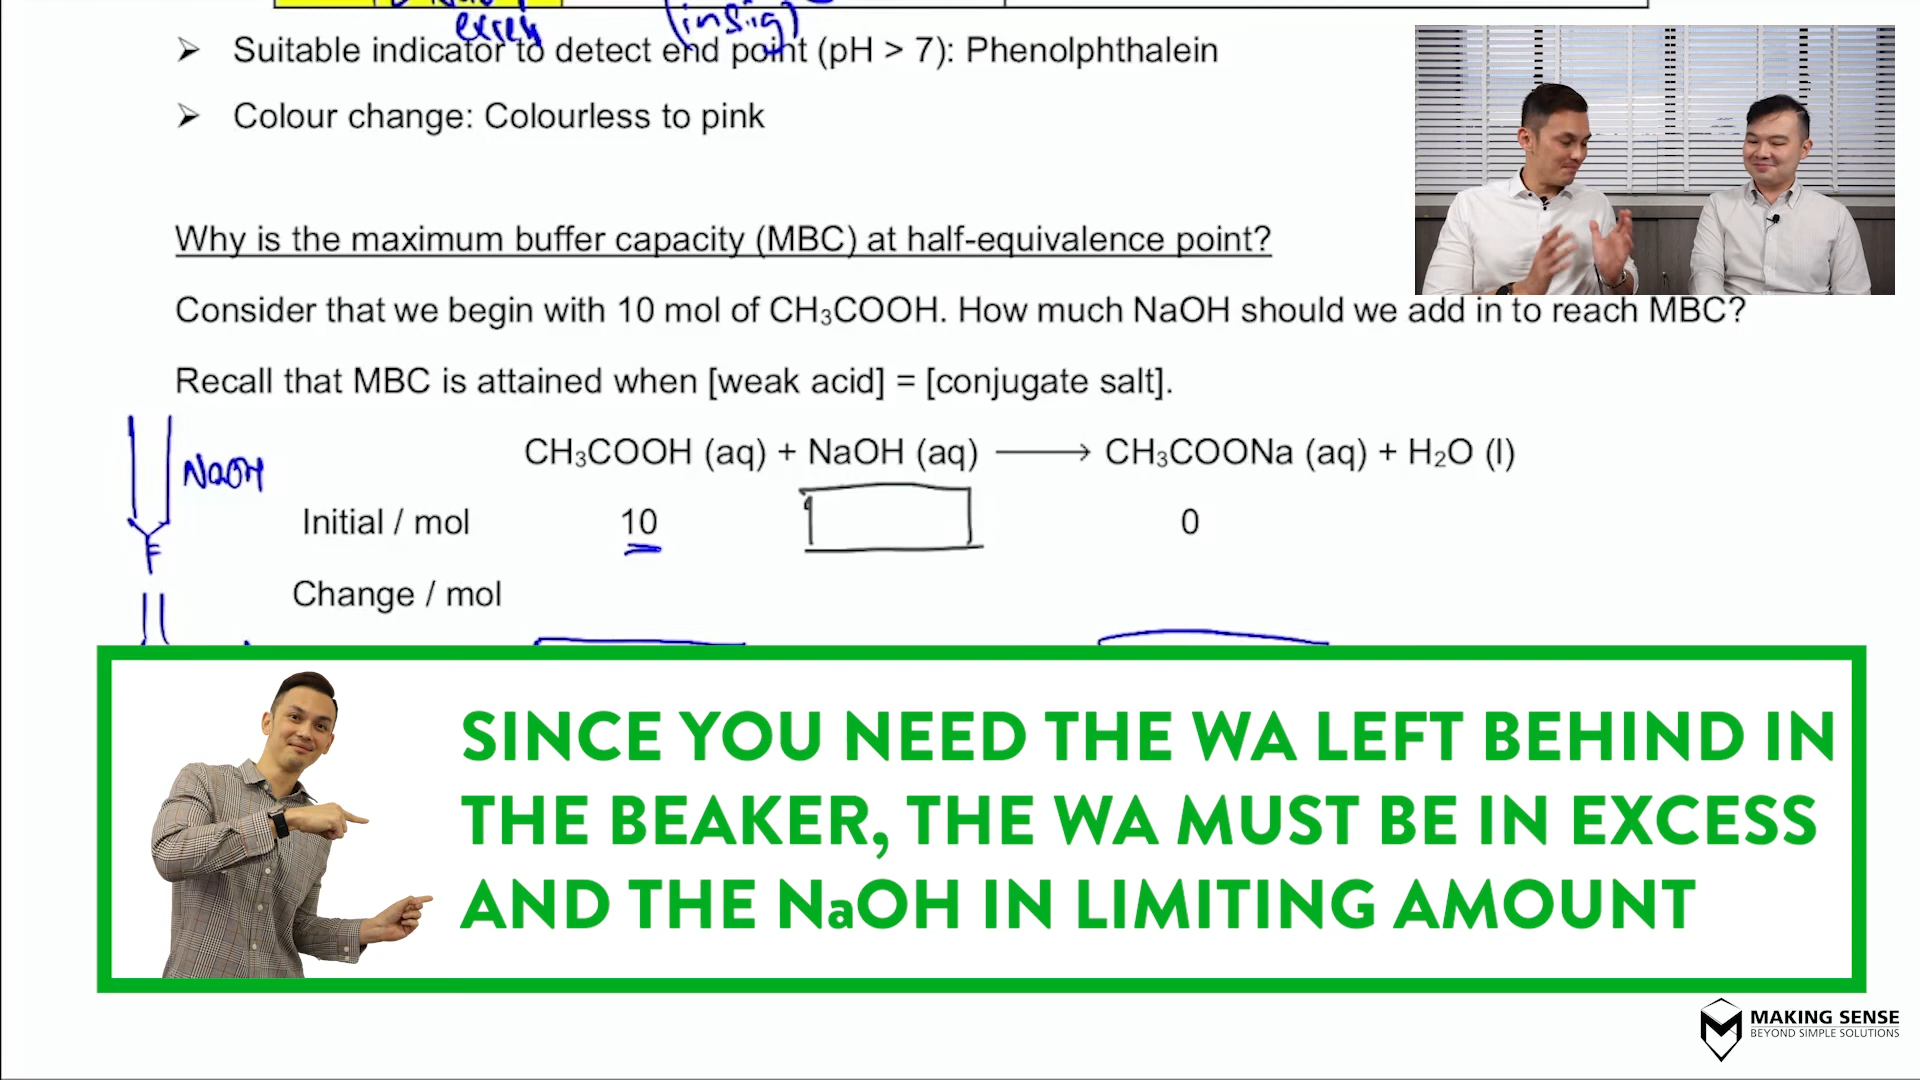 excess
(insig)
➢ Suitable indicator to detect end point (pH > 7): Phenolphthalein
➢ Colour change: Colourless to pink
Why is the maximum buffer capacity (MBC) at half-equivalence point?
Consider that we begin with 10 mol of CH₃COOH. How much NaOH should we add in to reach MBC?
Recall that MBC is attained when [weak acid] = [conjugate salt].
CH₃COOH (aq) + NaOH (aq) ⟶ CH₃COONa (aq) + H₂O (l)
NaOH
Initial / mol 10 0
Change / mol
SINCE YOU NEED THE WA LEFT BEHIND IN
THE BEAKER, THE WA MUST BE IN EXCESS
AND THE NaOH IN LIMITING AMOUNT
MAKING SENSE
BEYOND SIMPLE SOLUTIONS